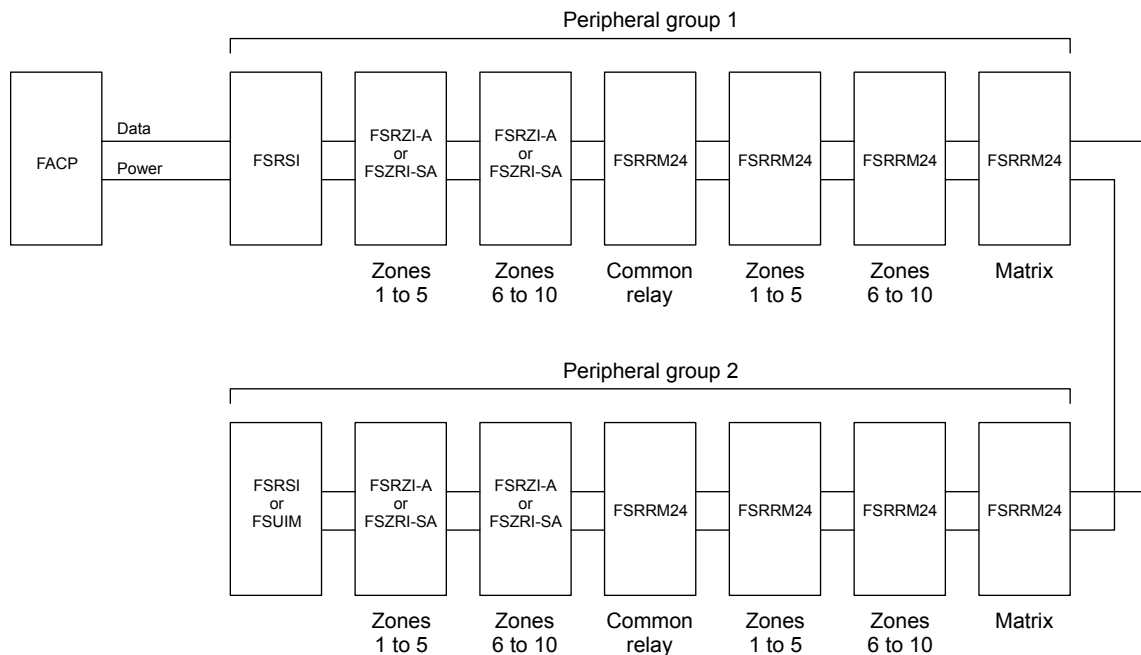 Peripheral group 1
FACP
Data
Power
FSRSI
FSRZI-A
or
FSZRI-SA
FSRZI-A
or
FSZRI-SA
FSRRM24
FSRRM24
FSRRM24
FSRRM24
Zones
1 to 5
Zones
6 to 10
Common
relay
Zones
1 to 5
Zones
6 to 10
Matrix
Peripheral group 2
FSRSI
or
FSUIM
FSRZI-A
or
FSZRI-SA
FSRZI-A
or
FSZRI-SA
FSRRM24
FSRRM24
FSRRM24
FSRRM24
Zones
1 to 5
Zones
6 to 10
Common
relay
Zones
1 to 5
Zones
6 to 10
Matrix